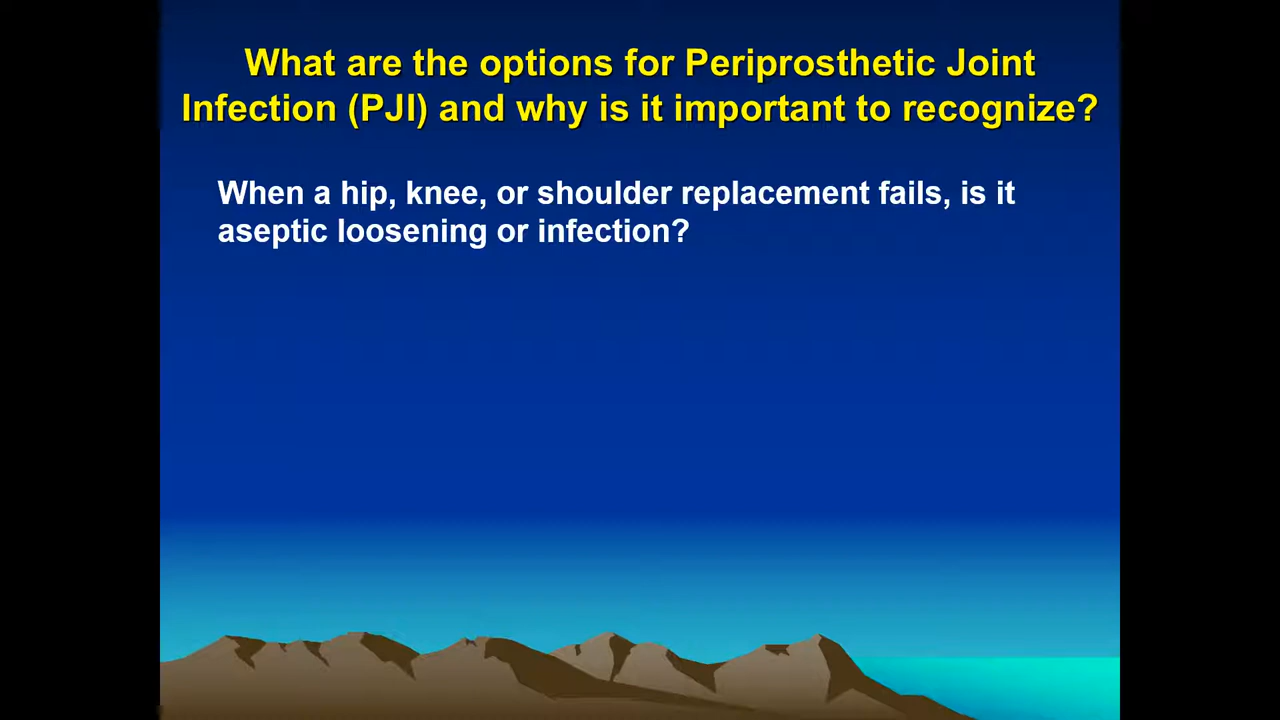 What are the options for Periprosthetic Joint
Infection (PJI) and why is it important to recognize?
When a hip, knee, or shoulder replacement fails, is it
aseptic loosening or infection?